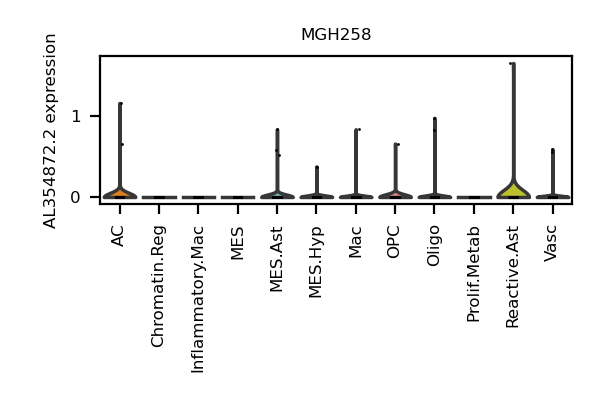 MGH258
AL354872.2 expression
1
0
AC
Chromatin.Reg
Inflammatory.Mac
MES
MES.Ast
MES.Hyp
Mac
OPC
Oligo
Prolif.Metab
Reactive.Ast
Vasc